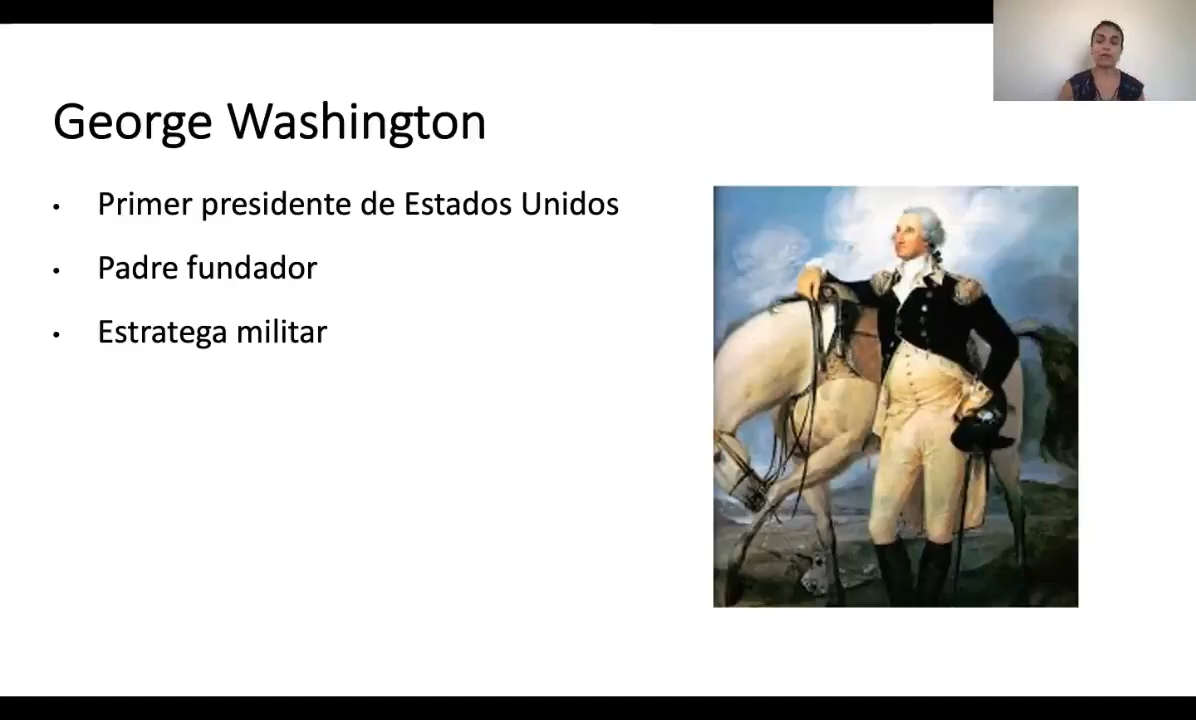 George Washington
• Primer presidente de Estados Unidos
• Padre fundador
• Estratega militar